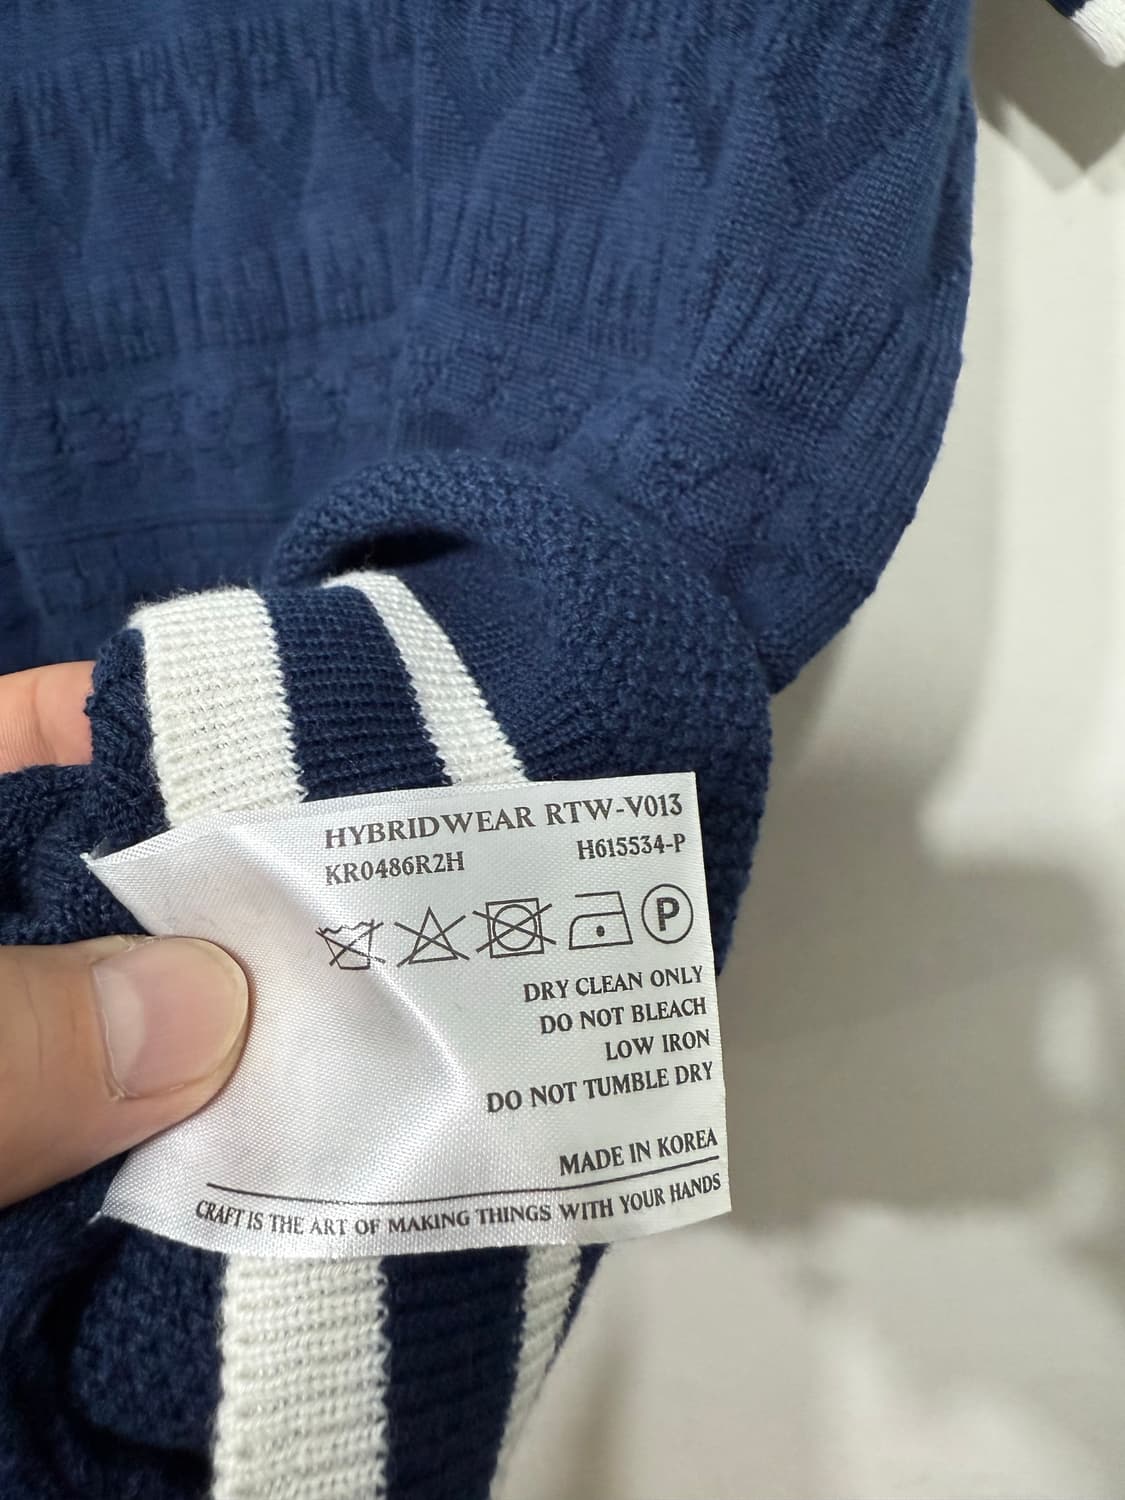 HYBRIDWEAR RTW-V013
KR0486R2H H615534-P
P
DRY CLEAN ONLY
DO NOT BLEACH
LOW IRON
DO NOT TUMBLE DRY
MADE IN KOREA
CRAFT IS THE ART OF MAKING THINGS WITH YOUR HANDS